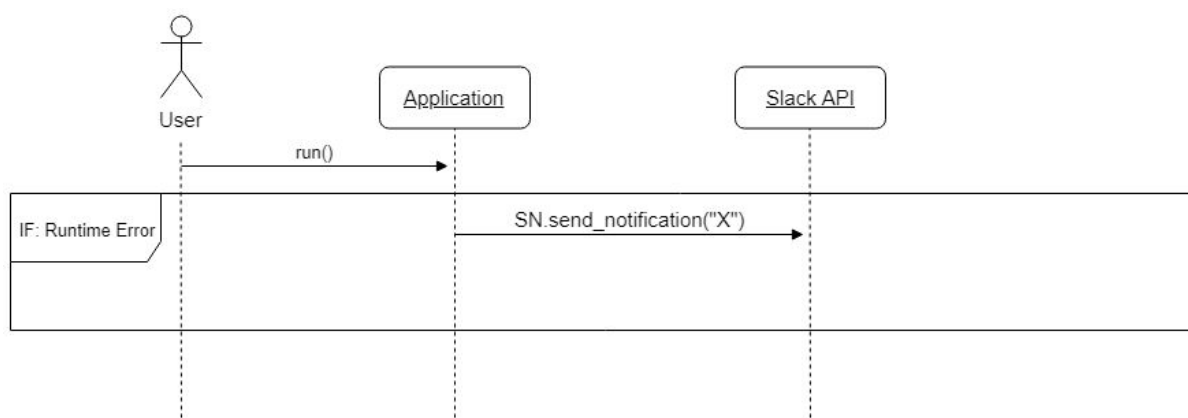 User
Application
Slack API
run()
IF: Runtime Error
SN.send_notification("X")